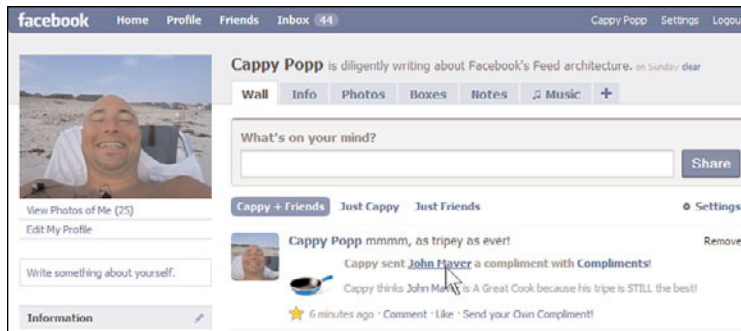 facebook Home Profile Friends Inbox 44 Cappy Popp Settings Logou
Cappy Popp is diligently writing about Facebook's Feed architecture. on Sunday clear
Wall Info Photos Boxes Notes Music +
What's on your mind?
Share
View Photos of Me (25)
Edit My Profile
Write something about yourself.
Information
Cappy + Friends Just Cappy Just Friends Settings
Cappy Popp mmmm, as tripey as ever! Remove
Cappy sent John Maver a compliment with Compliments!
Cappy thinks John Maver is A Great Cook because his tripe is STILL the best!
6 minutes ago · Comment · Like · Send your Own Compliment!